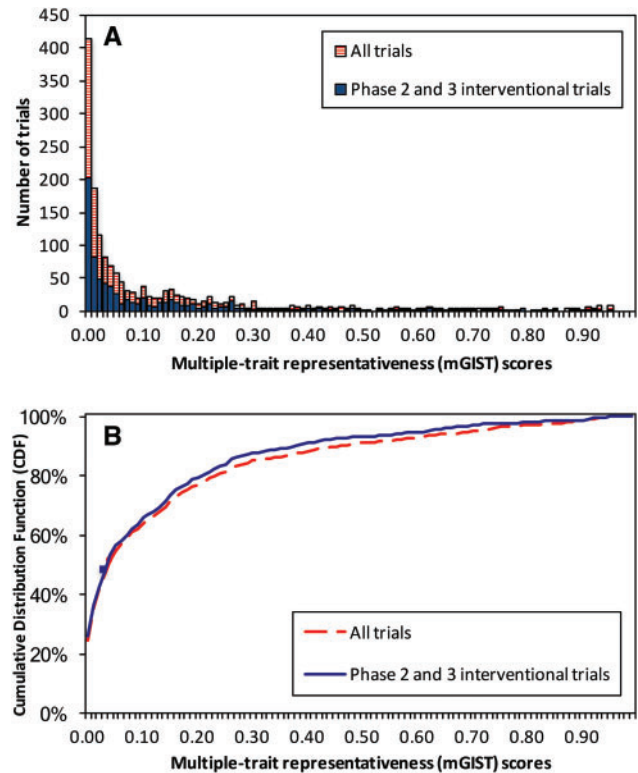 A
450
400
350
300
250
200
150
100
50
0
Number of trials
All trials
Phase 2 and 3 interventional trials
0.00 0.10 0.20 0.30 0.40 0.50 0.60 0.70 0.80 0.90
Multiple-trait representativeness (mGIST) scores
B
100%
80%
60%
40%
20%
0%
Cumulative Distribution Function (CDF)
All trials
Phase 2 and 3 interventional trials
0.00 0.10 0.20 0.30 0.40 0.50 0.60 0.70 0.80 0.90
Multiple-trait representativeness (mGIST) scores